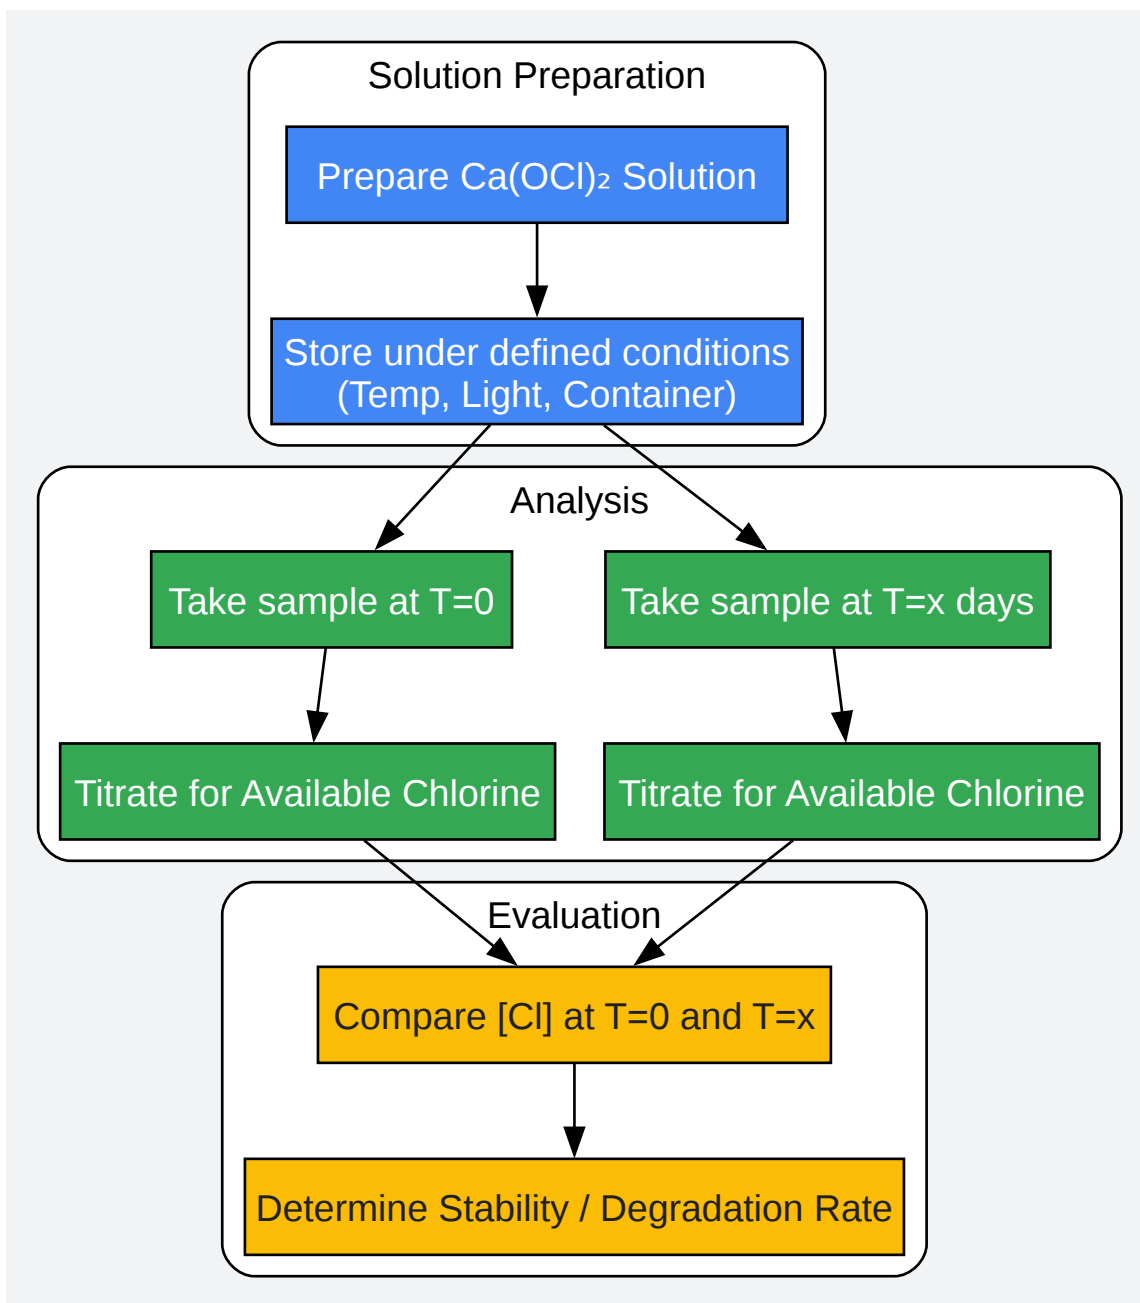 Solution Preparation
Prepare Ca(OCl)₂ Solution
Store under defined conditions
(Temp, Light, Container)
Analysis
Take sample at T=0
Take sample at T=x days
Titrate for Available Chlorine
Titrate for Available Chlorine
Evaluation
Compare [Cl] at T=0 and T=x
Determine Stability / Degradation Rate